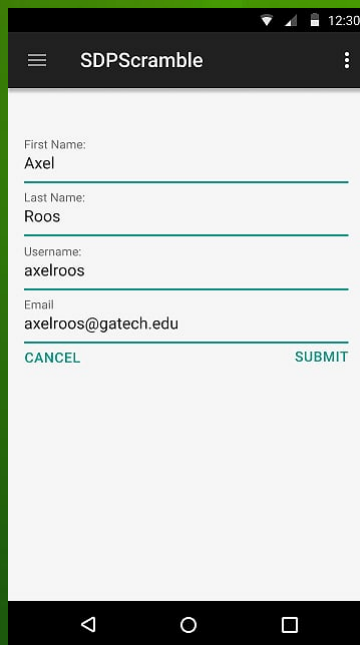 12:30
SDPScramble
First Name:
Axel
Last Name:
Roos
Username:
axelroos
Email
axelroos@gatech.edu
CANCEL SUBMIT